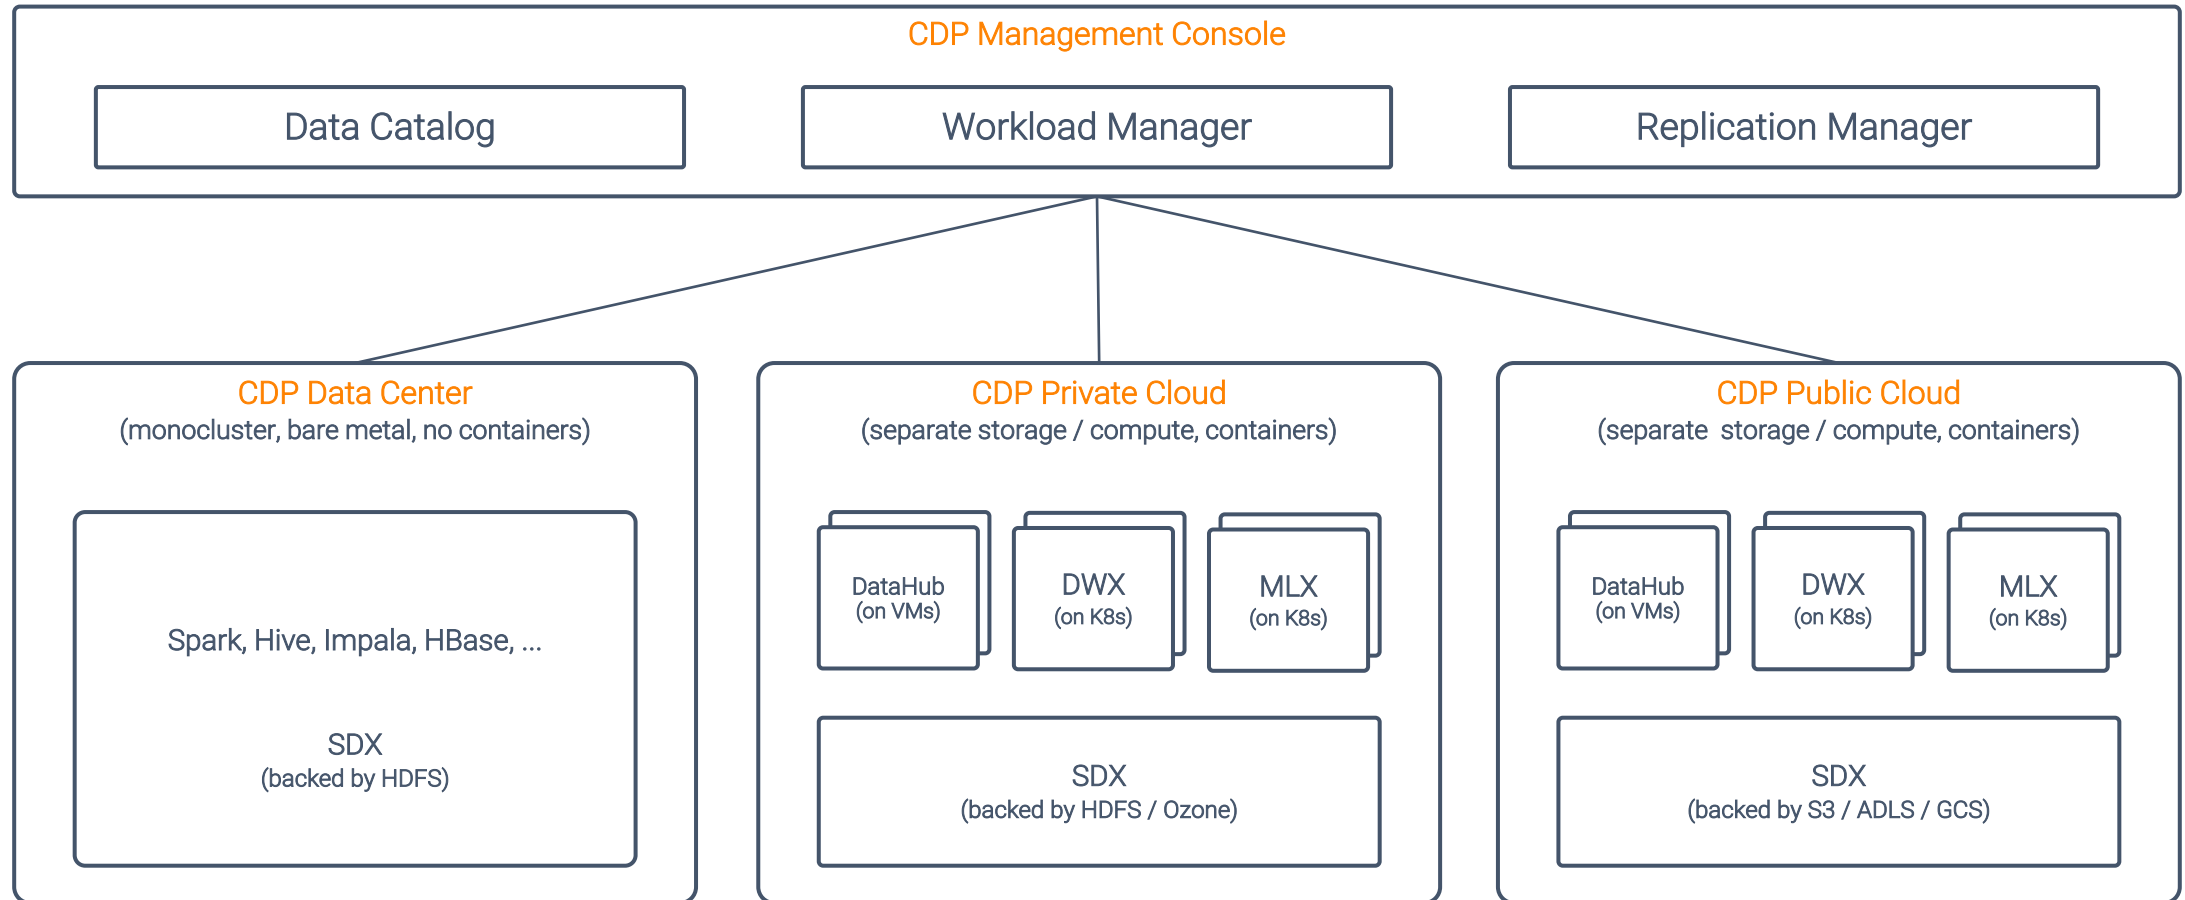 CDP Management Console
Data Catalog
Workload Manager
Replication Manager
CDP Data Center
(monocluster, bare metal, no containers)
Spark, Hive, Impala, HBase, ...
SDX
(backed by HDFS)
CDP Private Cloud
(separate storage / compute, containers)
DataHub
(on VMs)
DWX
(on K8s)
MLX
(on K8s)
SDX
(backed by HDFS / Ozone)
CDP Public Cloud
(separate  storage / compute, containers)
DataHub
(on VMs)
DWX
(on K8s)
MLX
(on K8s)
SDX
(backed by S3 / ADLS / GCS)